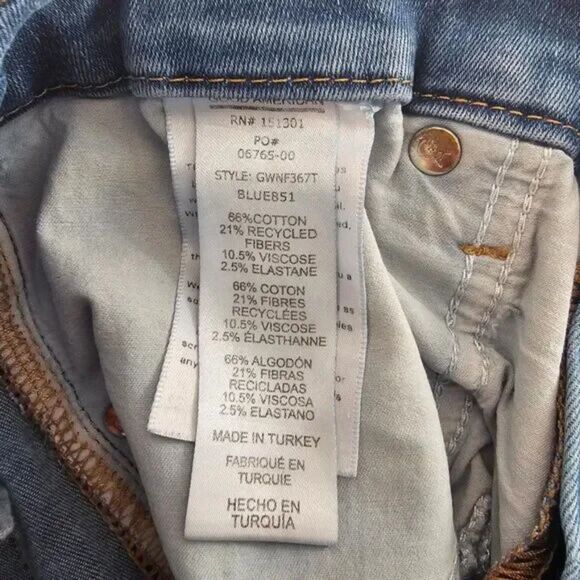 AMERICAN
RN# 151301
PO#
06765-00
STYLE: GWNF367T
BLUE851
66%COTTON
21% RECYCLED
FIBERS
10.5% VISCOSE
2.5% ELASTANE
66% COTON
21% FIBRES
RECYCLÉES
10.5% VISCOSE
2.5% ÉLASTHANNE
66% ALGODÓN
21% FIBRAS
RECICLADAS
10.5% VISCOSA
2.5% ELASTANO
MADE IN TURKEY
FABRIQUÉ EN
TURQUIE
HECHO EN
TURQUÍA